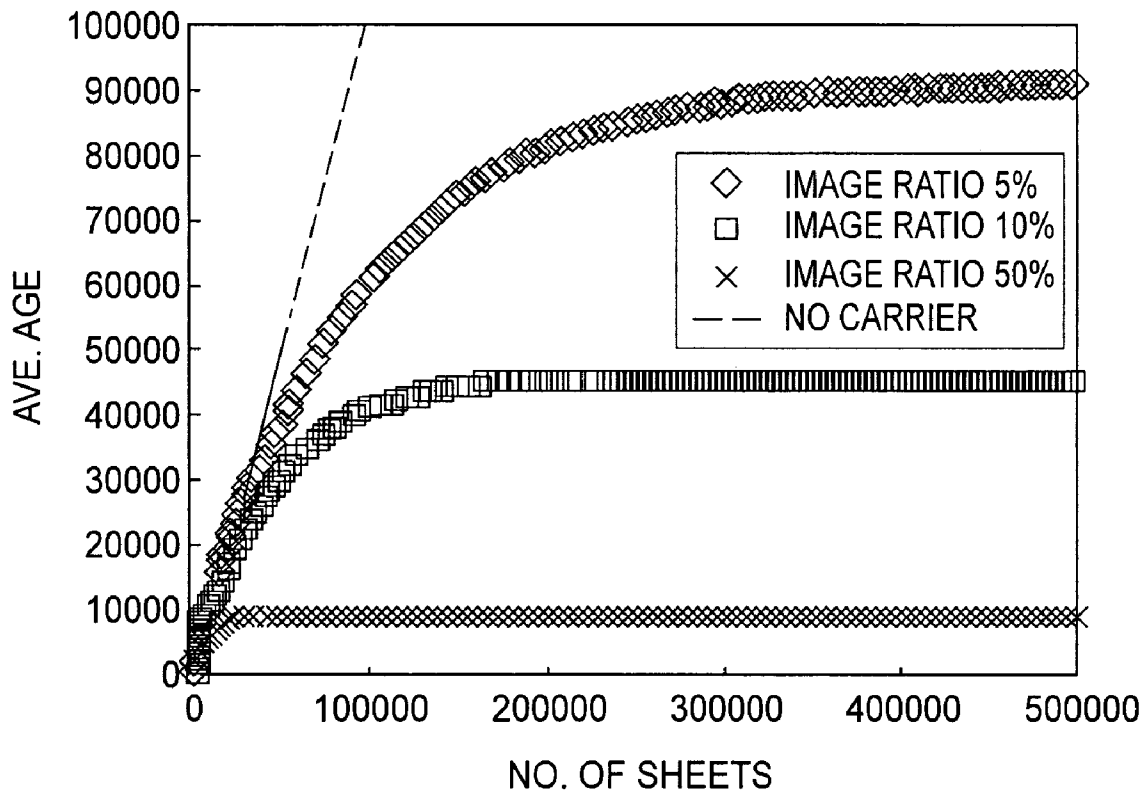 100000
90000
80000
70000
60000
50000
40000
30000
20000
10000
0
AVE. AGE
IMAGE RATIO 5%
IMAGE RATIO 10%
IMAGE RATIO 50%
NO CARRIER
0 100000 200000 300000 400000 500000
NO. OF SHEETS